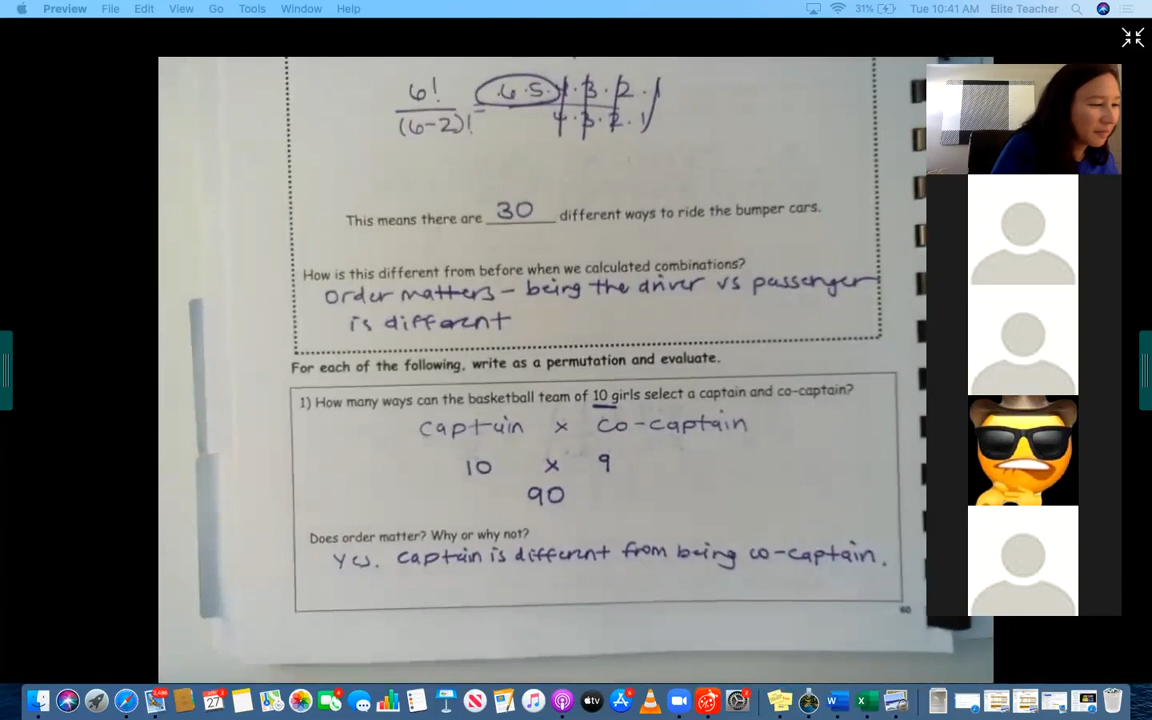 Preview File Edit View Go Tools Window Help 31% Tue 10:41 AM Elite Teacher
6! / (6-2)! = 6·5·4·3·2·1 / 4·3·2·1
This means there are 30 different ways to ride the bumper cars.
How is this different from before when we calculated combinations?
Order matters - being the driver vs passenger
is different
For each of the following, write as a permutation and evaluate.
1) How many ways can the basketball team of 10 girls select a captain and co-captain?
captain x co-captain
10 x 9
90
Does order matter? Why or why not?
Yes. captain is different from being co-captain.
60